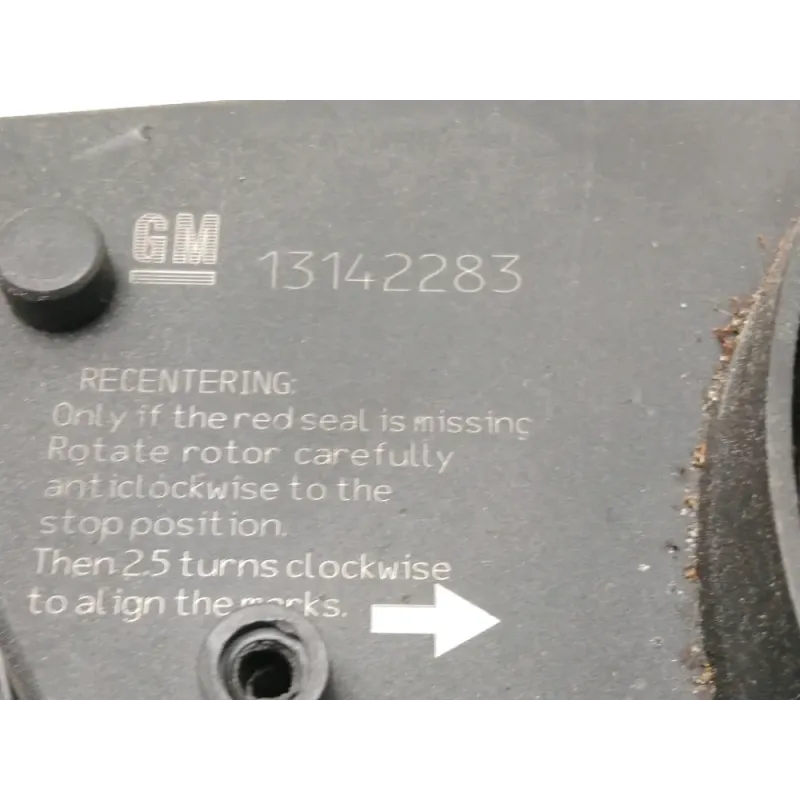 GM 13142283
RECENTERING:
Only if the red seal is missing
Rotate rotor carefully
anticlockwise to the
stop position.
Then 2.5 turns clockwise
to align the marks.